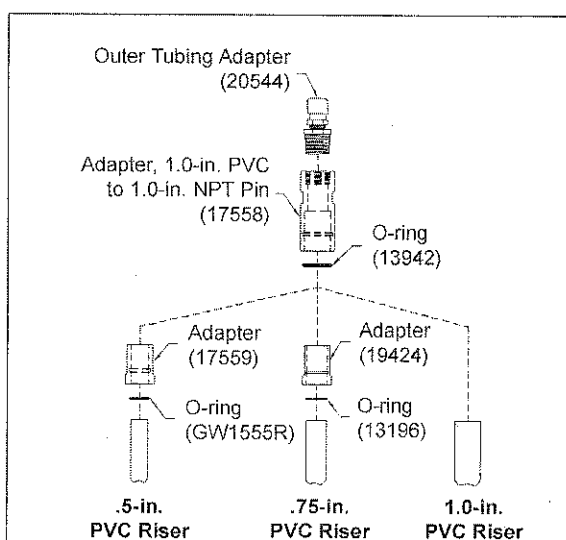 Outer Tubing Adapter
(20544)
Adapter, 1.0-in. PVC
to 1.0-in. NPT Pin
(17558)
O-ring
(13942)
Adapter
(17559)
Adapter
(19424)
O-ring
(GW1555R)
O-ring
(13196)
.5-in.
PVC Riser
.75-in.
PVC Riser
1.0-in.
PVC Riser